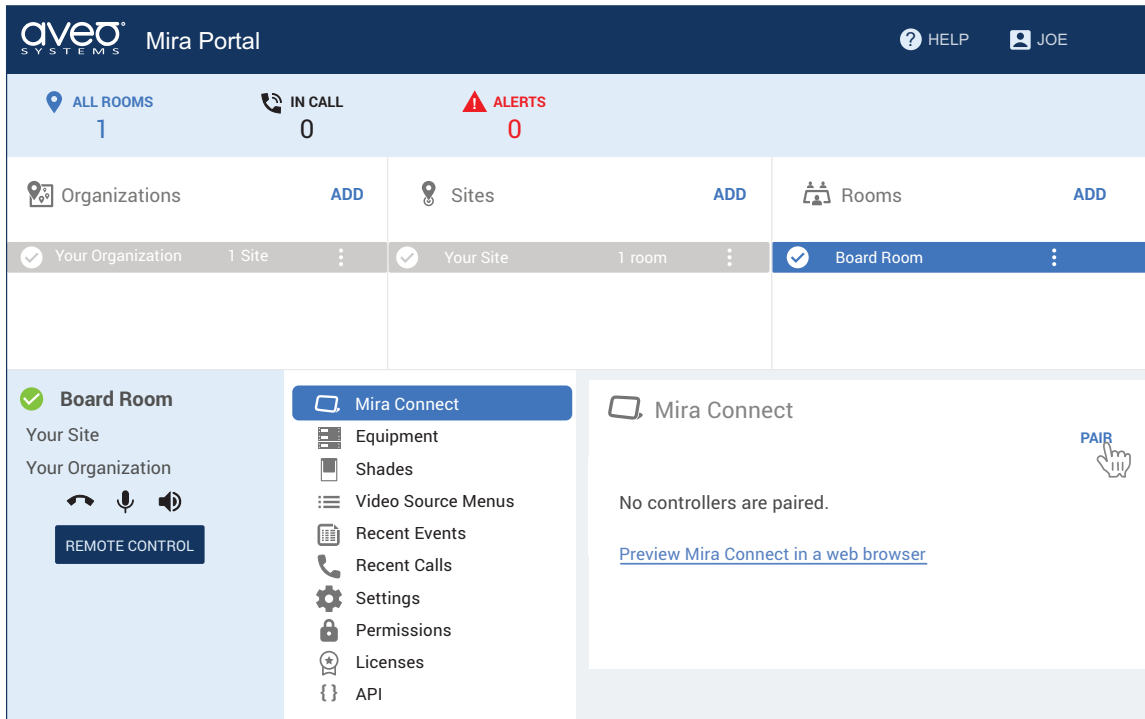 aveo
SYSTEMS
Mira Portal
HELP
JOE
ALL ROOMS
1
IN CALL
0
ALERTS
0
Organizations ADD
Sites ADD
Rooms ADD
Your Organization 1 Site
Your Site 1 room
Board Room
Board Room
Your Site
Your Organization
REMOTE CONTROL
Mira Connect
Equipment
Shades
Video Source Menus
Recent Events
Recent Calls
Settings
Permissions
Licenses
API
Mira Connect
PAIR
No controllers are paired.
Preview Mira Connect in a web browser